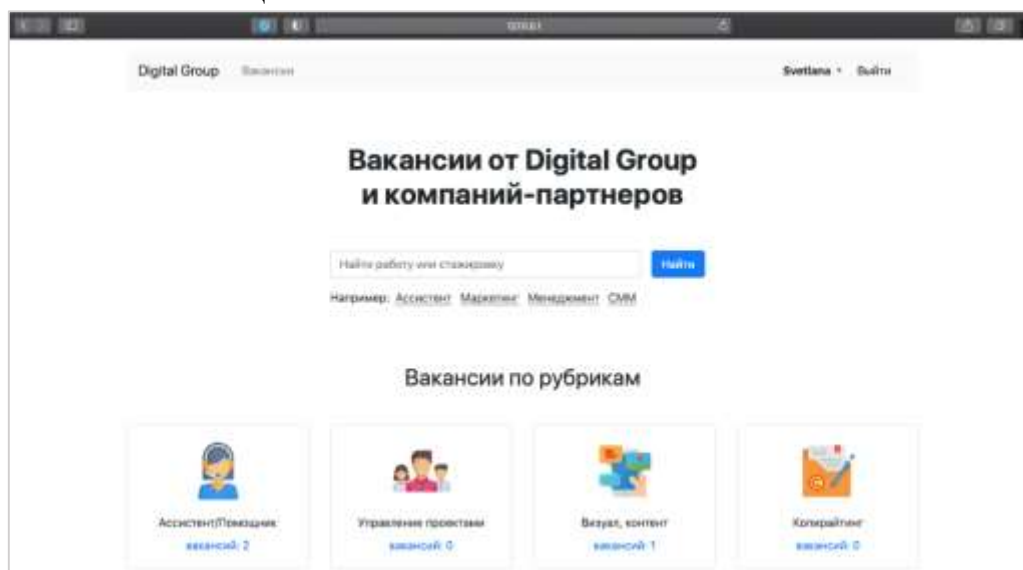 Digital Group Вакансии Svetlana Выйти
Вакансии от Digital Group
и компаний-партнеров
Найти работу или стажировку Найти
Например: Ассистент Маркетинг Менеджмент СММ
Вакансии по рубрикам
Ассистент/Помощник Управление проектами Визуал, контент Копирайтинг
вакансий: 2 вакансий: 0 вакансий: 1 вакансий: 0